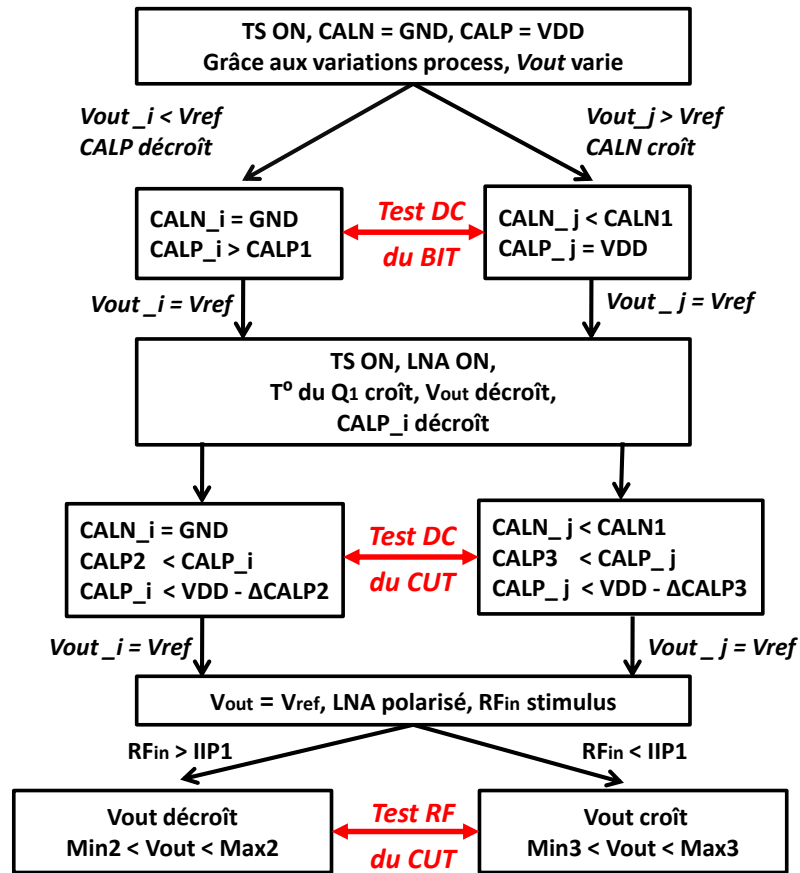 TS ON, CALN = GND, CALP = VDD
Grâce aux variations process, Vout varie
Vout _i < Vref
CALP décroît
Vout_j > Vref
CALN croît
CALN_i = GND
CALP_i > CALP1
Test DC
du BIT
CALN_ j < CALN1
CALP_ j = VDD
Vout _i = Vref
Vout _ j = Vref
TS ON, LNA ON,
T° du Q1 croît, Vout décroît,
CALP_i décroît
CALN_i = GND
CALP2 < CALP_i
CALP_i < VDD - ΔCALP2
Test DC
du CUT
CALN_ j < CALN1
CALP3 < CALP_ j
CALP_ j < VDD - ΔCALP3
Vout _i = Vref
Vout _ j = Vref
Vout = Vref, LNA polarisé, RFin stimulus
RFin > IIP1
RFin < IIP1
Vout décroît
Min2 < Vout < Max2
Test RF
du CUT
Vout croît
Min3 < Vout < Max3